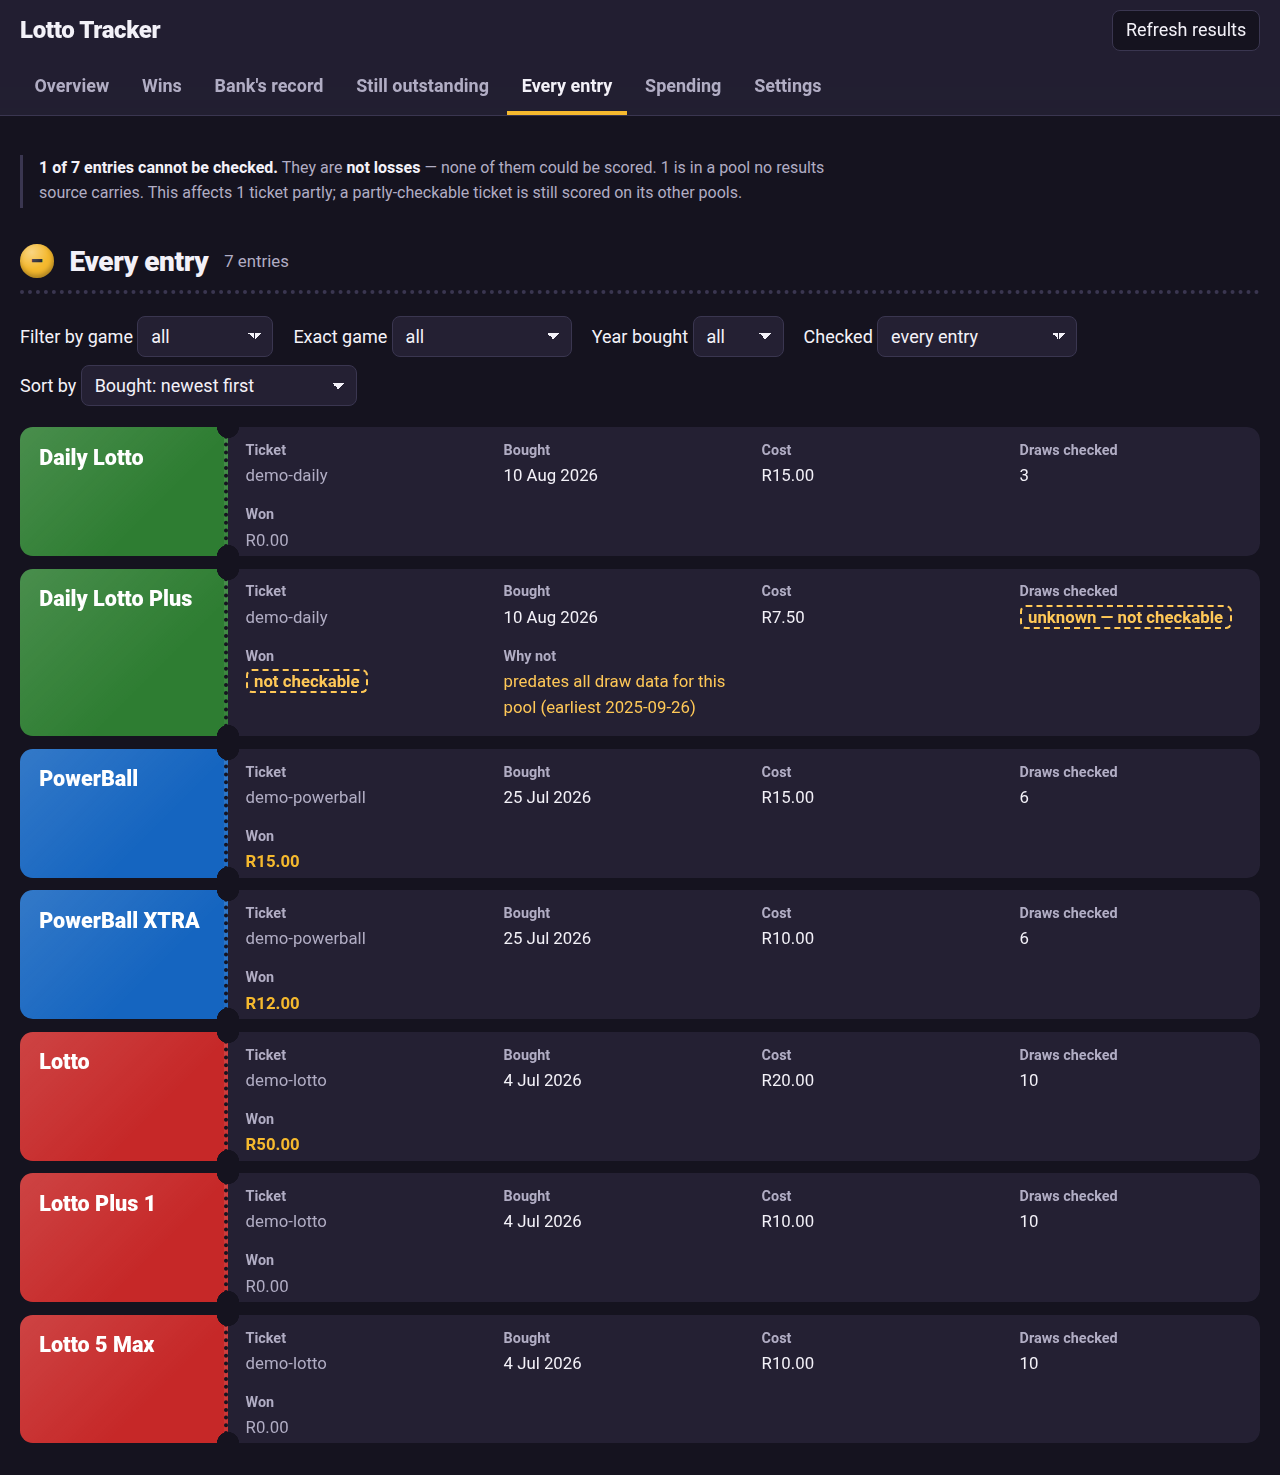 Lotto Tracker
Refresh results
Overview Wins Bank's record Still outstanding Every entry Spending Settings
1 of 7 entries cannot be checked. They are not losses — none of them could be scored. 1 is in a pool no results
source carries. This affects 1 ticket partly; a partly-checkable ticket is still scored on its other pools.
Every entry 7 entries
Filter by game all Exact game all Year bought all Checked every entry
Sort by Bought: newest first
Daily Lotto
Ticket Bought Cost Draws checked
demo-daily 10 Aug 2026 R15.00 3
Won
R0.00
Daily Lotto Plus
Ticket Bought Cost Draws checked
demo-daily 10 Aug 2026 R7.50 unknown — not checkable
Won Why not
not checkable predates all draw data for this
pool (earliest 2025-09-26)
PowerBall
Ticket Bought Cost Draws checked
demo-powerball 25 Jul 2026 R15.00 6
Won
R15.00
PowerBall XTRA
Ticket Bought Cost Draws checked
demo-powerball 25 Jul 2026 R10.00 6
Won
R12.00
Lotto
Ticket Bought Cost Draws checked
demo-lotto 4 Jul 2026 R20.00 10
Won
R50.00
Lotto Plus 1
Ticket Bought Cost Draws checked
demo-lotto 4 Jul 2026 R10.00 10
Won
R0.00
Lotto 5 Max
Ticket Bought Cost Draws checked
demo-lotto 4 Jul 2026 R10.00 10
Won
R0.00